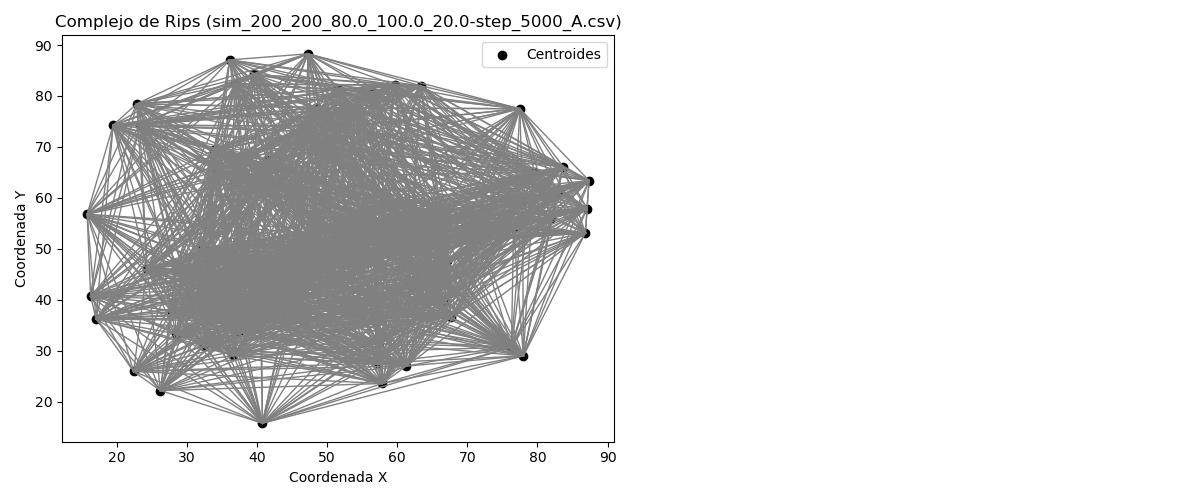 Complejo de Rips (sim_200_200_80.0_100.0_20.0-step_5000_A.csv)
Centroides
90
80
70
60
50
40
30
20
Coordenada Y
20 30 40 50 60 70 80 90
Coordenada X